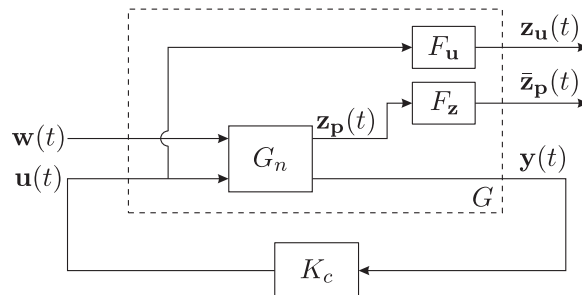 z_u(t)
F_u
z̄_p(t)
F_z
z_p(t)
w(t)
y(t)
G_n
u(t)
G
K_c